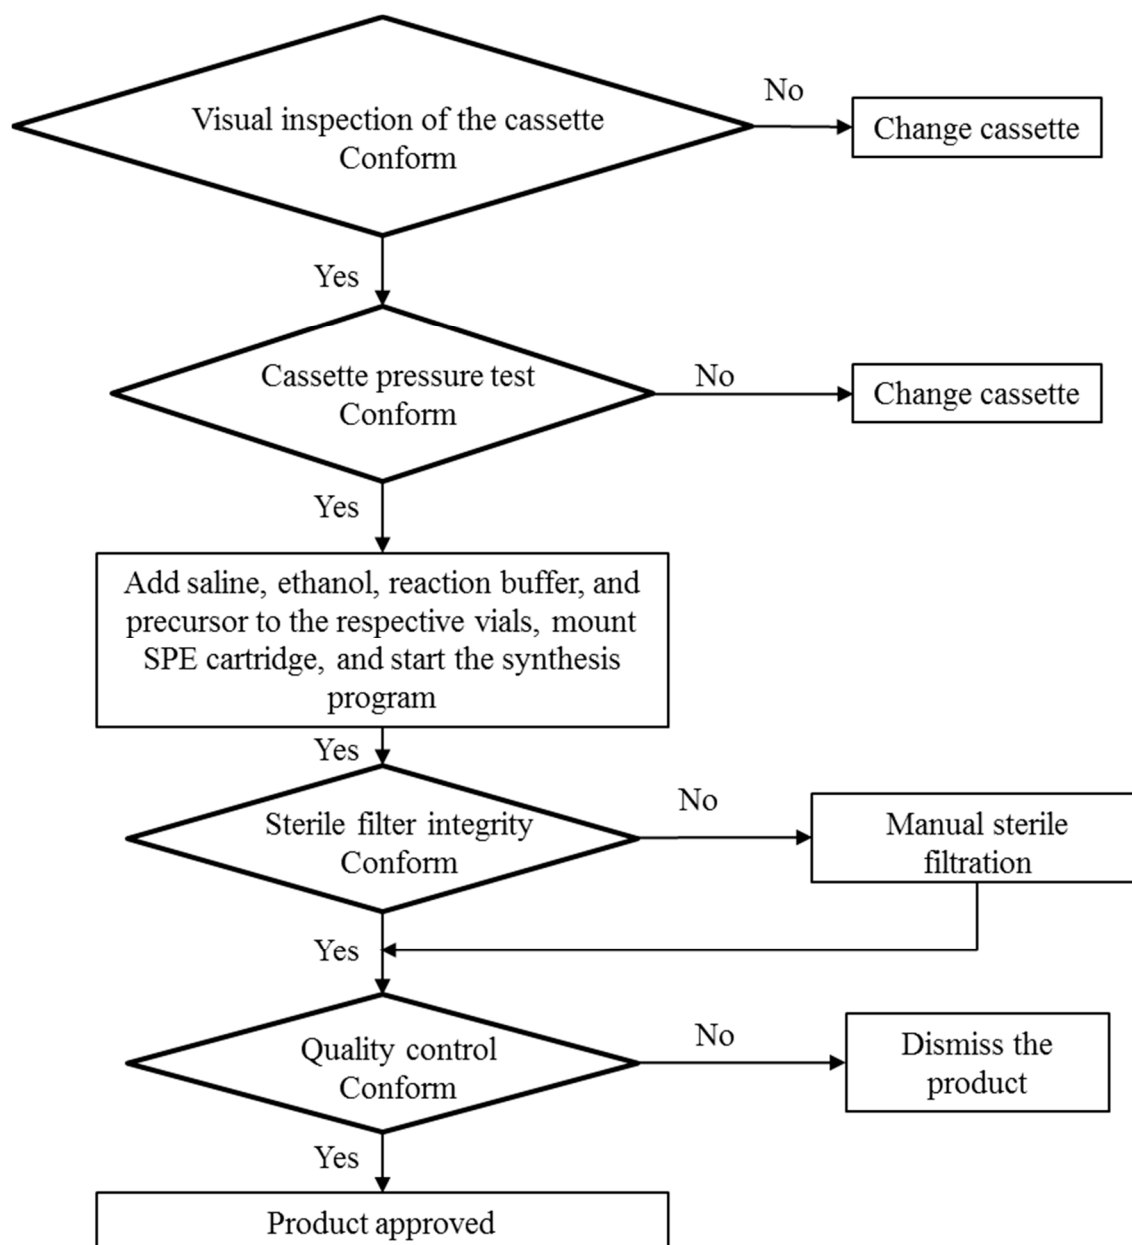 Visual inspection of the cassette
Conform
No
Change cassette
Yes
Cassette pressure test
Conform
No
Change cassette
Yes
Add saline, ethanol, reaction buffer, and
precursor to the respective vials, mount
SPE cartridge, and start the synthesis
program
Yes
Sterile filter integrity
Conform
No
Manual sterile
filtration
Yes
Quality control
Conform
No
Dismiss the
product
Yes
Product approved